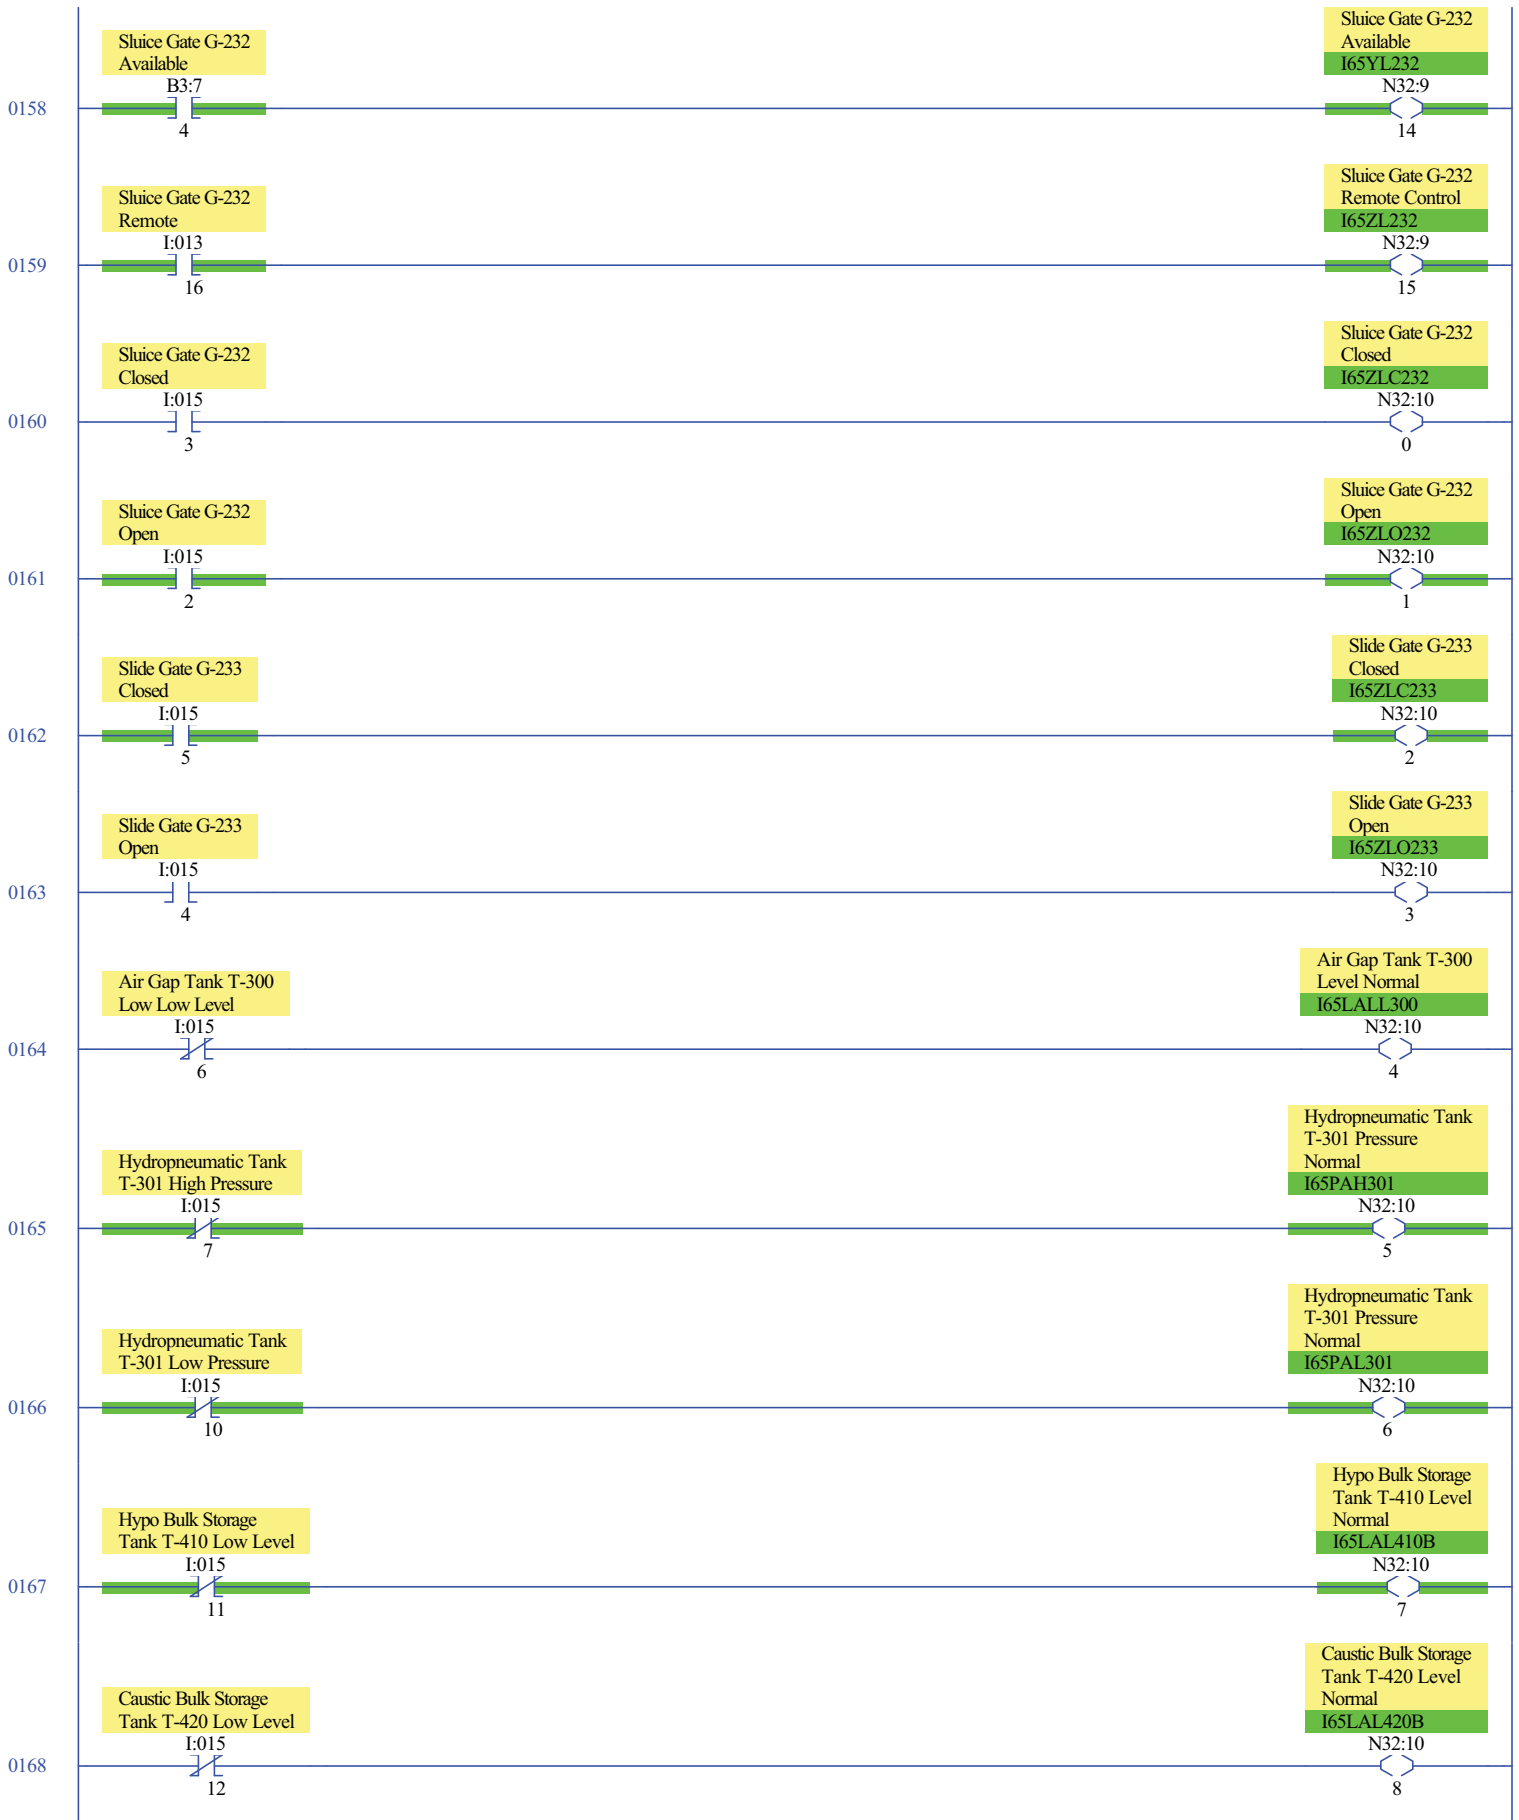 Sluice Gate G-232
Available
B3:7
4
Sluice Gate G-232
Available
I65YL232
N32:9
14
0158
Sluice Gate G-232
Remote
I:013
16
Sluice Gate G-232
Remote Control
I65ZL232
N32:9
15
0159
Sluice Gate G-232
Closed
I:015
3
Sluice Gate G-232
Closed
I65ZLC232
N32:10
0
0160
Sluice Gate G-232
Open
I:015
2
Sluice Gate G-232
Open
I65ZLO232
N32:10
1
0161
Slide Gate G-233
Closed
I:015
5
Slide Gate G-233
Closed
I65ZLC233
N32:10
2
0162
Slide Gate G-233
Open
I:015
4
Slide Gate G-233
Open
I65ZLO233
N32:10
3
0163
Air Gap Tank T-300
Low Low Level
I:015
6
Air Gap Tank T-300
Level Normal
I65LALL300
N32:10
4
0164
Hydropneumatic Tank
T-301 High Pressure
I:015
7
Hydropneumatic Tank
T-301 Pressure
Normal
I65PAH301
N32:10
5
0165
Hydropneumatic Tank
T-301 Low Pressure
I:015
10
Hydropneumatic Tank
T-301 Pressure
Normal
I65PAL301
N32:10
6
0166
Hypo Bulk Storage
Tank T-410 Low Level
I:015
11
Hypo Bulk Storage
Tank T-410 Level
Normal
I65LAL410B
N32:10
7
0167
Caustic Bulk Storage
Tank T-420 Low Level
I:015
12
Caustic Bulk Storage
Tank T-420 Level
Normal
I65LAL420B
N32:10
8
0168